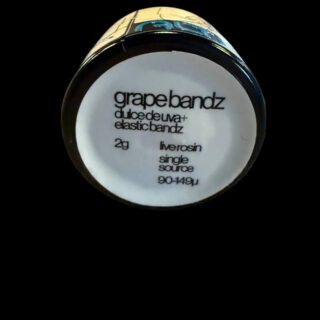 grape bandz
dulce de uva +
elastic bandz
2g live rosin
single
source
90-149µ